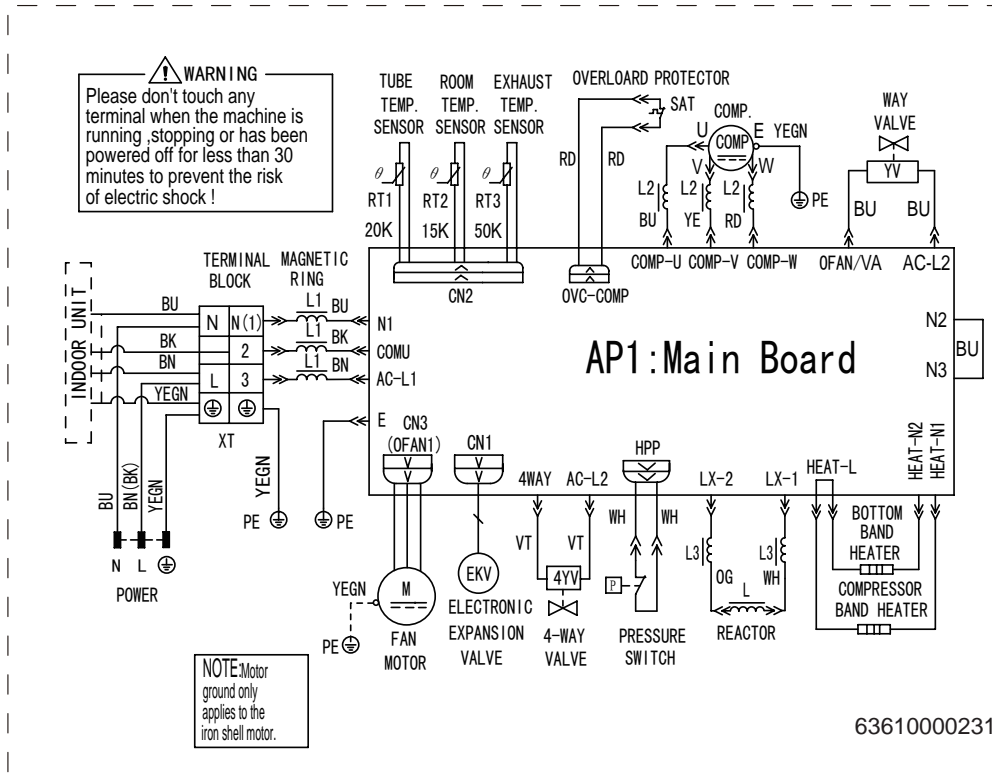 WARNING
Please don't touch any
terminal when the machine is
running ,stopping or has been
powered off for less than 30
minutes to prevent the risk
of electric shock !
TUBE
TEMP.
SENSOR
ROOM
TEMP.
SENSOR
EXHAUST
TEMP.
SENSOR
θ
RT1
20K
θ
RT2
15K
θ
RT3
50K
CN2
OVERLOARD PROTECTOR
SAT
RD
RD
OVC-COMP
COMP.
COMP
U
V
W
E
YEGN
PE
L2
BU
L2
YE
L2
RD
COMP-U
COMP-V
COMP-W
WAY
VALVE
YV
BU
BU
OFAN/VA
AC-L2
INDOOR UNIT
BU
BK
BN
YEGN
TERMINAL
BLOCK
N
N(1)
2
L
3
XT
MAGNETIC
RING
L1
BU
L1
BK
L1
BN
N1
COMU
AC-L1
E
AP1:Main Board
N2
N3
BU
BU
BN(BK)
YEGN
N
L
POWER
YEGN
PE
PE
CN3
(OFAN1)
M
YEGN
PE
FAN
MOTOR
CN1
EKV
ELECTRONIC
EXPANSION
VALVE
4WAY
AC-L2
VT
VT
4YV
4-WAY
VALVE
HPP
WH
WH
P
PRESSURE
SWITCH
LX-2
LX-1
L3
OG
L3
WH
L
REACTOR
HEAT-L
HEAT-N2
HEAT-N1
BOTTOM
BAND
HEATER
COMPRESSOR
BAND HEATER
NOTE:Motor
ground only
applies to the
iron shell motor.
63610000231